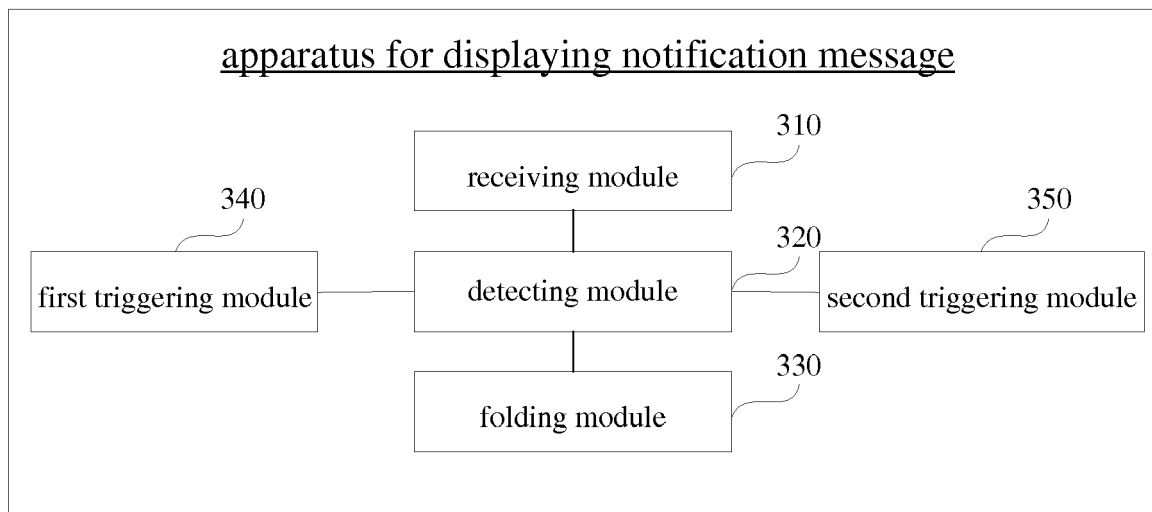 apparatus for displaying notification message
310
receiving module
340
320
350
first triggering module
detecting module
second triggering module
330
folding module